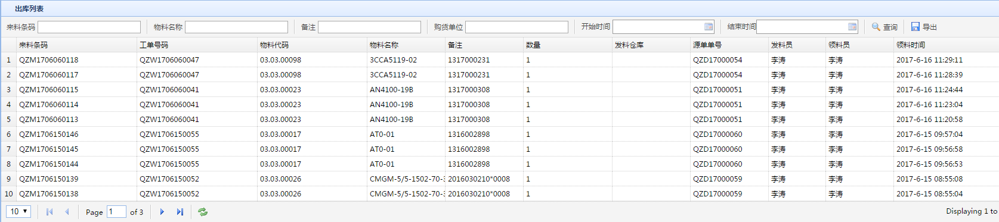 出库列表
来料条码 物料名称 备注 购货单位 开始时间 结束时间 查询 导出
来料条码 工单号码 物料代码 物料名称 备注 数量 发料仓库 源单单号 发料员 领料员 领料时间
1 QZM1706060118 QZW1706060047 03.03.00098 3CCA5119-02 1317000231 1 QZD17000054 李涛 李涛 2017-6-16 11:29:11
2 QZM1706060117 QZW1706060047 03.03.00098 3CCA5119-02 1317000231 1 QZD17000054 李涛 李涛 2017-6-16 11:28:39
3 QZM1706060115 QZW1706060041 03.03.00023 AN4100-19B 1317000308 1 QZD17000051 李涛 李涛 2017-6-16 11:24:44
4 QZM1706060114 QZW1706060041 03.03.00023 AN4100-19B 1317000308 1 QZD17000051 李涛 李涛 2017-6-16 11:23:04
5 QZM1706060113 QZW1706060041 03.03.00023 AN4100-19B 1317000308 1 QZD17000051 李涛 李涛 2017-6-16 11:20:58
6 QZM1706150146 QZW1706150055 03.03.00017 AT0-01 1316002898 1 QZD17000060 李涛 李涛 2017-6-15 09:57:04
7 QZM1706150145 QZW1706150055 03.03.00017 AT0-01 1316002898 1 QZD17000060 李涛 李涛 2017-6-15 09:56:58
8 QZM1706150144 QZW1706150055 03.03.00017 AT0-01 1316002898 1 QZD17000060 李涛 李涛 2017-6-15 09:56:53
9 QZM1706150139 QZW1706150052 03.03.00026 CMGM-5/5-1502-70-3 2016030210*0008 1 QZD17000059 李涛 李涛 2017-6-15 08:55:08
10 QZM1706150138 QZW1706150052 03.03.00026 CMGM-5/5-1502-70-3 2016030210*0008 1 QZD17000059 李涛 李涛 2017-6-15 08:55:04
10 Page 1 of 3 Displaying 1 to